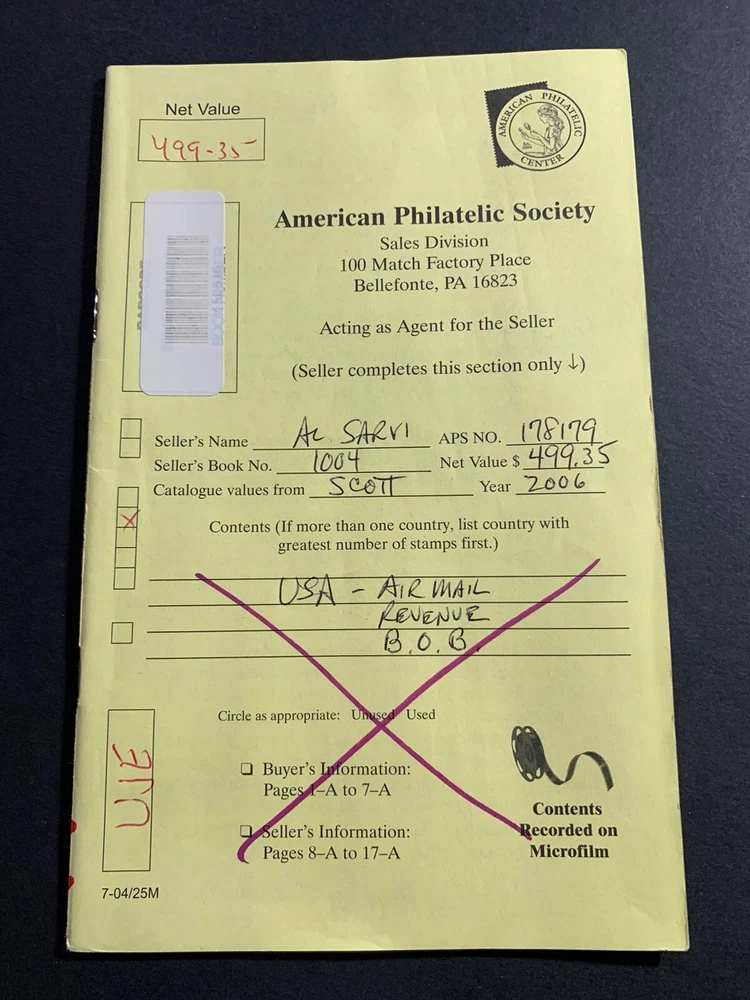 Net Value
499-35
AMERICAN PHILATELIC
CENTER
American Philatelic Society
Sales Division
100 Match Factory Place
Bellefonte, PA 16823
Acting as Agent for the Seller
(Seller completes this section only ↓)
Seller's Name AL SARVI APS NO. 178179
Seller's Book No. 1004 Net Value $ 499.35
Catalogue values from SCOTT Year 2006
X
Contents (If more than one country, list country with
greatest number of stamps first.)
USA - AIR MAIL
REVENUE
B.O.B.
Circle as appropriate: Unused Used
❏ Buyer's Information:
Pages 1–A to 7–A
❏ Seller's Information:
Pages 8–A to 17–A
Contents
Recorded on
Microfilm
7-04/25M